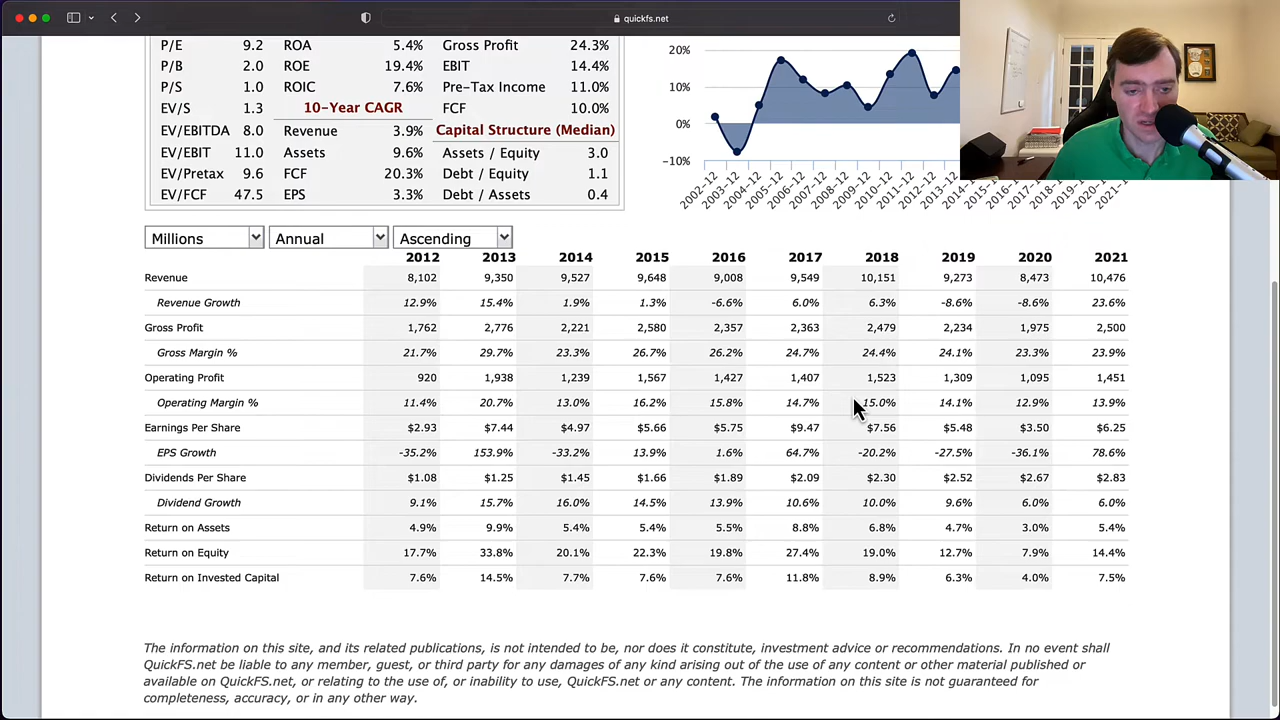 quickfs.net
P/E 9.2 ROA 5.4% Gross Profit 24.3%
P/B 2.0 ROE 19.4% EBIT 14.4%
P/S 1.0 ROIC 7.6% Pre-Tax Income 11.0%
EV/S 1.3 10-Year CAGR FCF 10.0%
EV/EBITDA 8.0 Revenue 3.9% Capital Structure (Median)
EV/EBIT 11.0 Assets 9.6% Assets / Equity 3.0
EV/Pretax 9.6 FCF 20.3% Debt / Equity 1.1
EV/FCF 47.5 EPS 3.3% Debt / Assets 0.4
20%
10%
0%
-10%
2002-12 2003-12 2004-12 2005-12 2006-12 2007-12 2008-12 2009-12 2010-12 2011-12 2012-12 2013-12 2014-1 2015-1 2016-1 2017-1 2018-1 2019-1 2020-1 2021-1
Millions Annual Ascending
2012 2013 2014 2015 2016 2017 2018 2019 2020 2021
Revenue 8,102 9,350 9,527 9,648 9,008 9,549 10,151 9,273 8,473 10,476
Revenue Growth 12.9% 15.4% 1.9% 1.3% -6.6% 6.0% 6.3% -8.6% -8.6% 23.6%
Gross Profit 1,762 2,776 2,221 2,580 2,357 2,363 2,479 2,234 1,975 2,500
Gross Margin % 21.7% 29.7% 23.3% 26.7% 26.2% 24.7% 24.4% 24.1% 23.3% 23.9%
Operating Profit 920 1,938 1,239 1,567 1,427 1,407 1,523 1,309 1,095 1,451
Operating Margin % 11.4% 20.7% 13.0% 16.2% 15.8% 14.7% 15.0% 14.1% 12.9% 13.9%
Earnings Per Share $2.93 $7.44 $4.97 $5.66 $5.75 $9.47 $7.56 $5.48 $3.50 $6.25
EPS Growth -35.2% 153.9% -33.2% 13.9% 1.6% 64.7% -20.2% -27.5% -36.1% 78.6%
Dividends Per Share $1.08 $1.25 $1.45 $1.66 $1.89 $2.09 $2.30 $2.52 $2.67 $2.83
Dividend Growth 9.1% 15.7% 16.0% 14.5% 13.9% 10.6% 10.0% 9.6% 6.0% 6.0%
Return on Assets 4.9% 9.9% 5.4% 5.4% 5.5% 8.8% 6.8% 4.7% 3.0% 5.4%
Return on Equity 17.7% 33.8% 20.1% 22.3% 19.8% 27.4% 19.0% 12.7% 7.9% 14.4%
Return on Invested Capital 7.6% 14.5% 7.7% 7.6% 7.6% 11.8% 8.9% 6.3% 4.0% 7.5%
The information on this site, and its related publications, is not intended to be, nor does it constitute, investment advice or recommendations. In no event shall
QuickFS.net be liable to any member, guest, or third party for any damages of any kind arising out of the use of any content or other material published or
available on QuickFS.net, or relating to the use of, or inability to use, QuickFS.net or any content. The information on this site is not guaranteed for
completeness, accuracy, or in any other way.